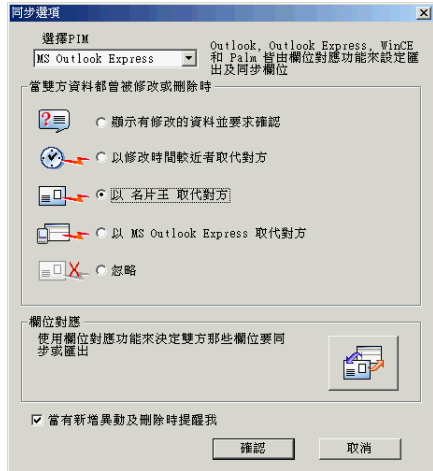 同步選項
選擇PIM
MS Outlook Express
Outlook, Outlook Express, WinCE
和 Palm 皆由欄位對應功能來設定匯
出及同步欄位
當雙方資料都曾被修改或刪除時
顯示有修改的資料並要求確認
以修改時間較近者取代對方
以 名片王 取代對方
以 MS Outlook Express 取代對方
忽略
欄位對應
使用欄位對應功能來決定雙方那些欄位要同
步或匯出
當有新增異動及刪除時提醒我
確認
取消